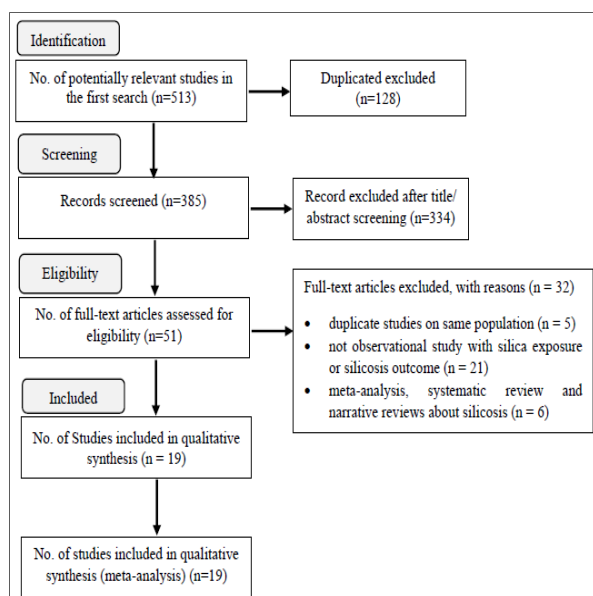 Identification
No. of potentially relevant studies in
the first search (n=513)
Duplicated excluded
(n=128)
Screening
Records screened (n=385)
Record excluded after title/
abstract screening (n=334)
Eligibility
No. of full-text articles assessed for
eligibility (n=51)
Full-text articles excluded, with reasons (n = 32)
• duplicate studies on same population (n = 5)
• not observational study with silica exposure
or silicosis outcome (n = 21)
• meta-analysis, systematic review and
narrative reviews about silicosis (n = 6)
Included
No. of Studies included in qualitative
synthesis (n = 19)
No. of studies included in qualitative
synthesis (meta-analysis) (n=19)